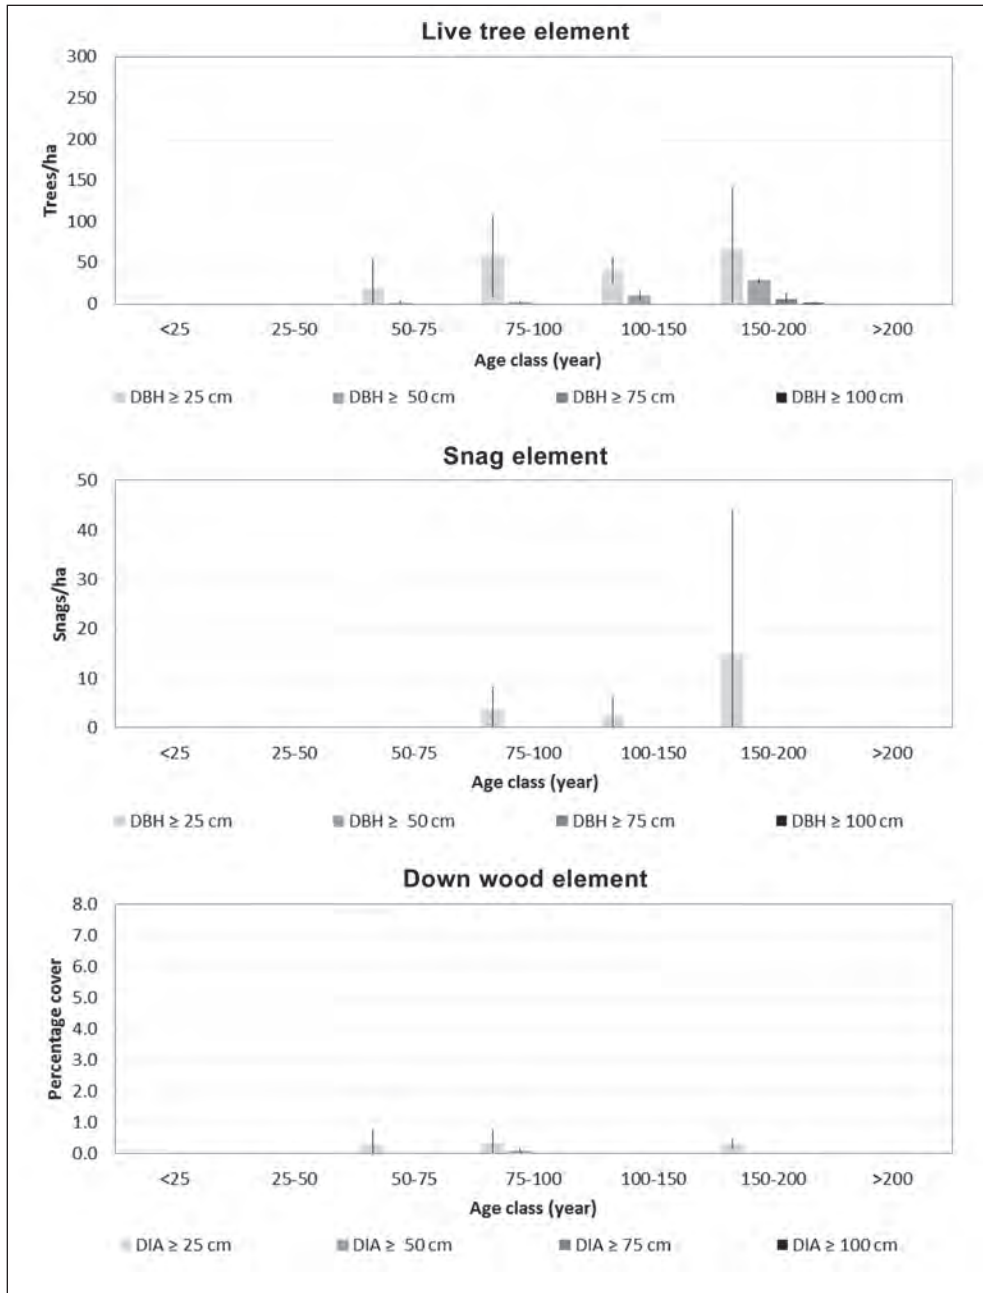 Live tree element
300
250
200
150
100
50
0
Trees/ha
<25 25-50 50-75 75-100 100-150 150-200 >200
Age class (year)
DBH ≥ 25 cm DBH ≥ 50 cm DBH ≥ 75 cm DBH ≥ 100 cm
Snag element
50
40
30
20
10
0
Snags/ha
<25 25-50 50-75 75-100 100-150 150-200 >200
Age class (year)
DBH ≥ 25 cm DBH ≥ 50 cm DBH ≥ 75 cm DBH ≥ 100 cm
Down wood element
8.0
7.0
6.0
5.0
4.0
3.0
2.0
1.0
0.0
Percentage cover
<25 25-50 50-75 75-100 100-150 150-200 >200
Age class (year)
DIA ≥ 25 cm DIA ≥ 50 cm DIA ≥ 75 cm DIA ≥ 100 cm